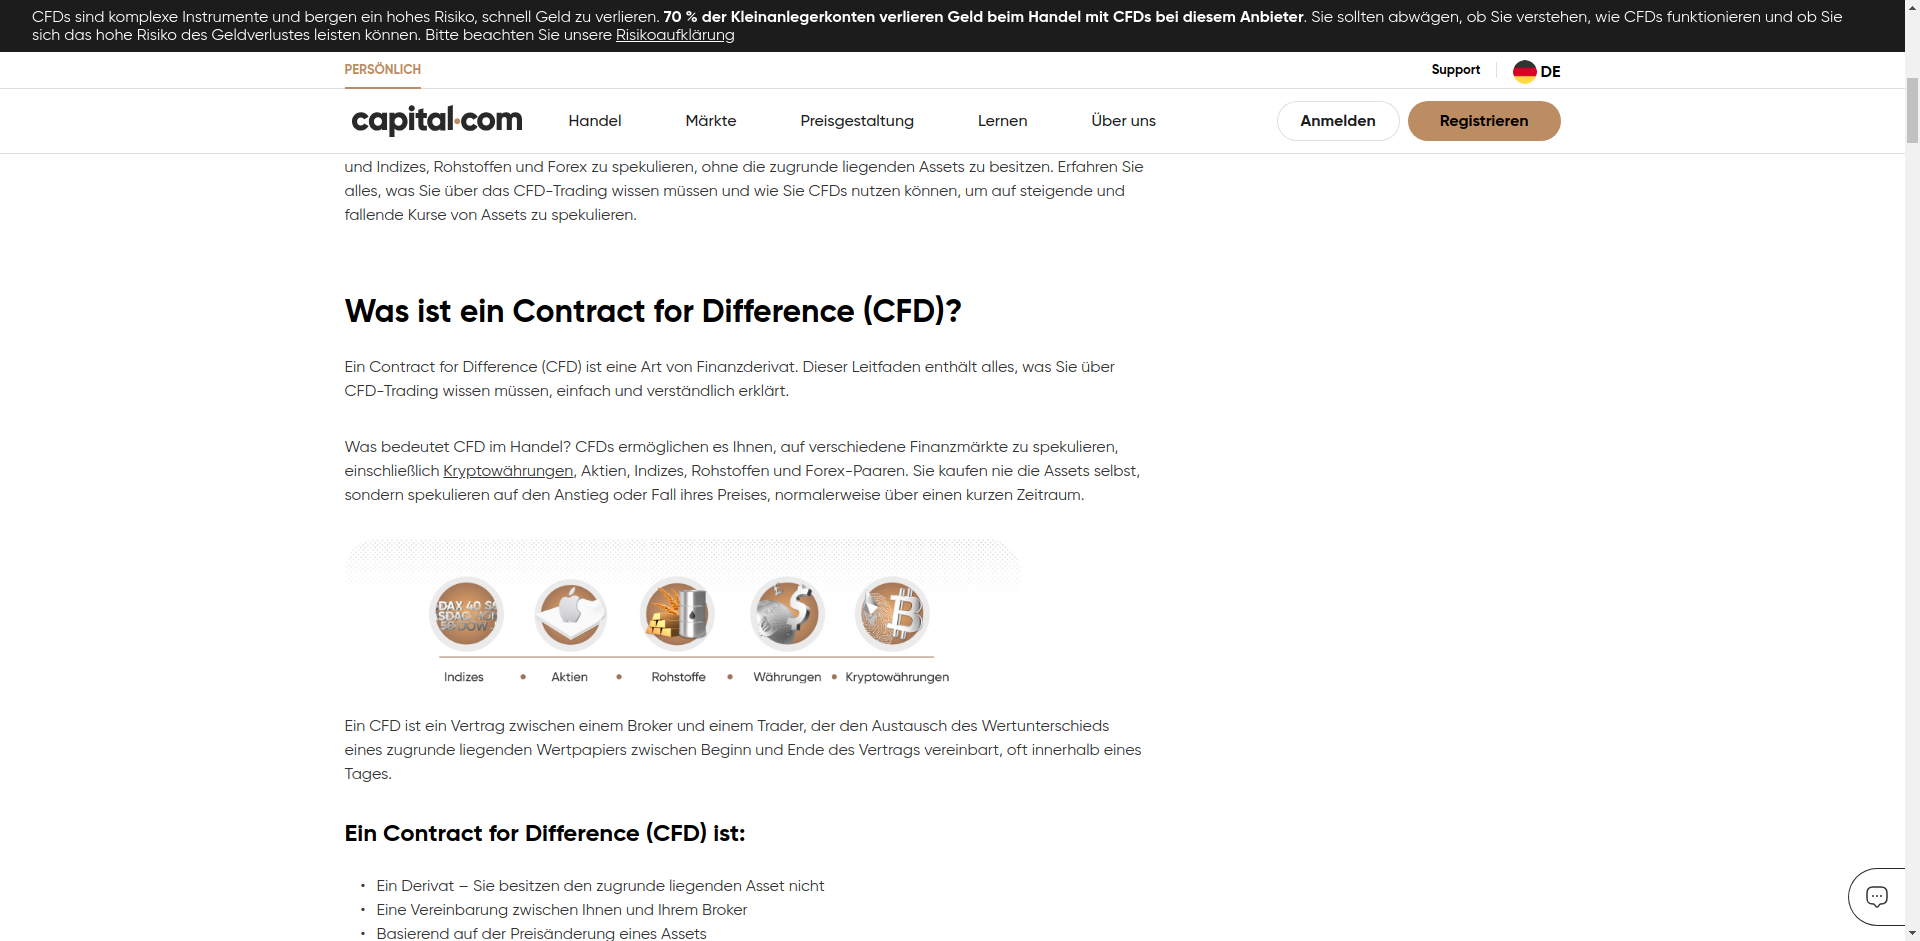 CFDs sind komplexe Instrumente und bergen ein hohes Risiko, schnell Geld zu verlieren. 70 % der Kleinanlegerkonten verlieren Geld beim Handel mit CFDs bei diesem Anbieter. Sie sollten abwägen, ob Sie verstehen, wie CFDs funktionieren und ob Sie
sich das hohe Risiko des Geldverlustes leisten können. Bitte beachten Sie unsere Risikoaufklärung
PERSÖNLICH
Support
DE
capital.com
Handel
Märkte
Preisgestaltung
Lernen
Über uns
Anmelden
Registrieren
und Indizes, Rohstoffen und Forex zu spekulieren, ohne die zugrunde liegenden Assets zu besitzen. Erfahren Sie
alles, was Sie über das CFD-Trading wissen müssen und wie Sie CFDs nutzen können, um auf steigende und
fallende Kurse von Assets zu spekulieren.
Was ist ein Contract for Difference (CFD)?
Ein Contract for Difference (CFD) ist eine Art von Finanzderivat. Dieser Leitfaden enthält alles, was Sie über
CFD-Trading wissen müssen, einfach und verständlich erklärt.
Was bedeutet CFD im Handel? CFDs ermöglichen es Ihnen, auf verschiedene Finanzmärkte zu spekulieren,
einschließlich Kryptowährungen, Aktien, Indizes, Rohstoffen und Forex-Paaren. Sie kaufen nie die Assets selbst,
sondern spekulieren auf den Anstieg oder Fall ihres Preises, normalerweise über einen kurzen Zeitraum.
DAX 40
Indizes • Aktien • Rohstoffe • Währungen • Kryptowährungen
Ein CFD ist ein Vertrag zwischen einem Broker und einem Trader, der den Austausch des Wertunterschieds
eines zugrunde liegenden Wertpapiers zwischen Beginn und Ende des Vertrags vereinbart, oft innerhalb eines
Tages.
Ein Contract for Difference (CFD) ist:
• Ein Derivat – Sie besitzen den zugrunde liegenden Asset nicht
• Eine Vereinbarung zwischen Ihnen und Ihrem Broker
• Basierend auf der Preisänderung eines Assets